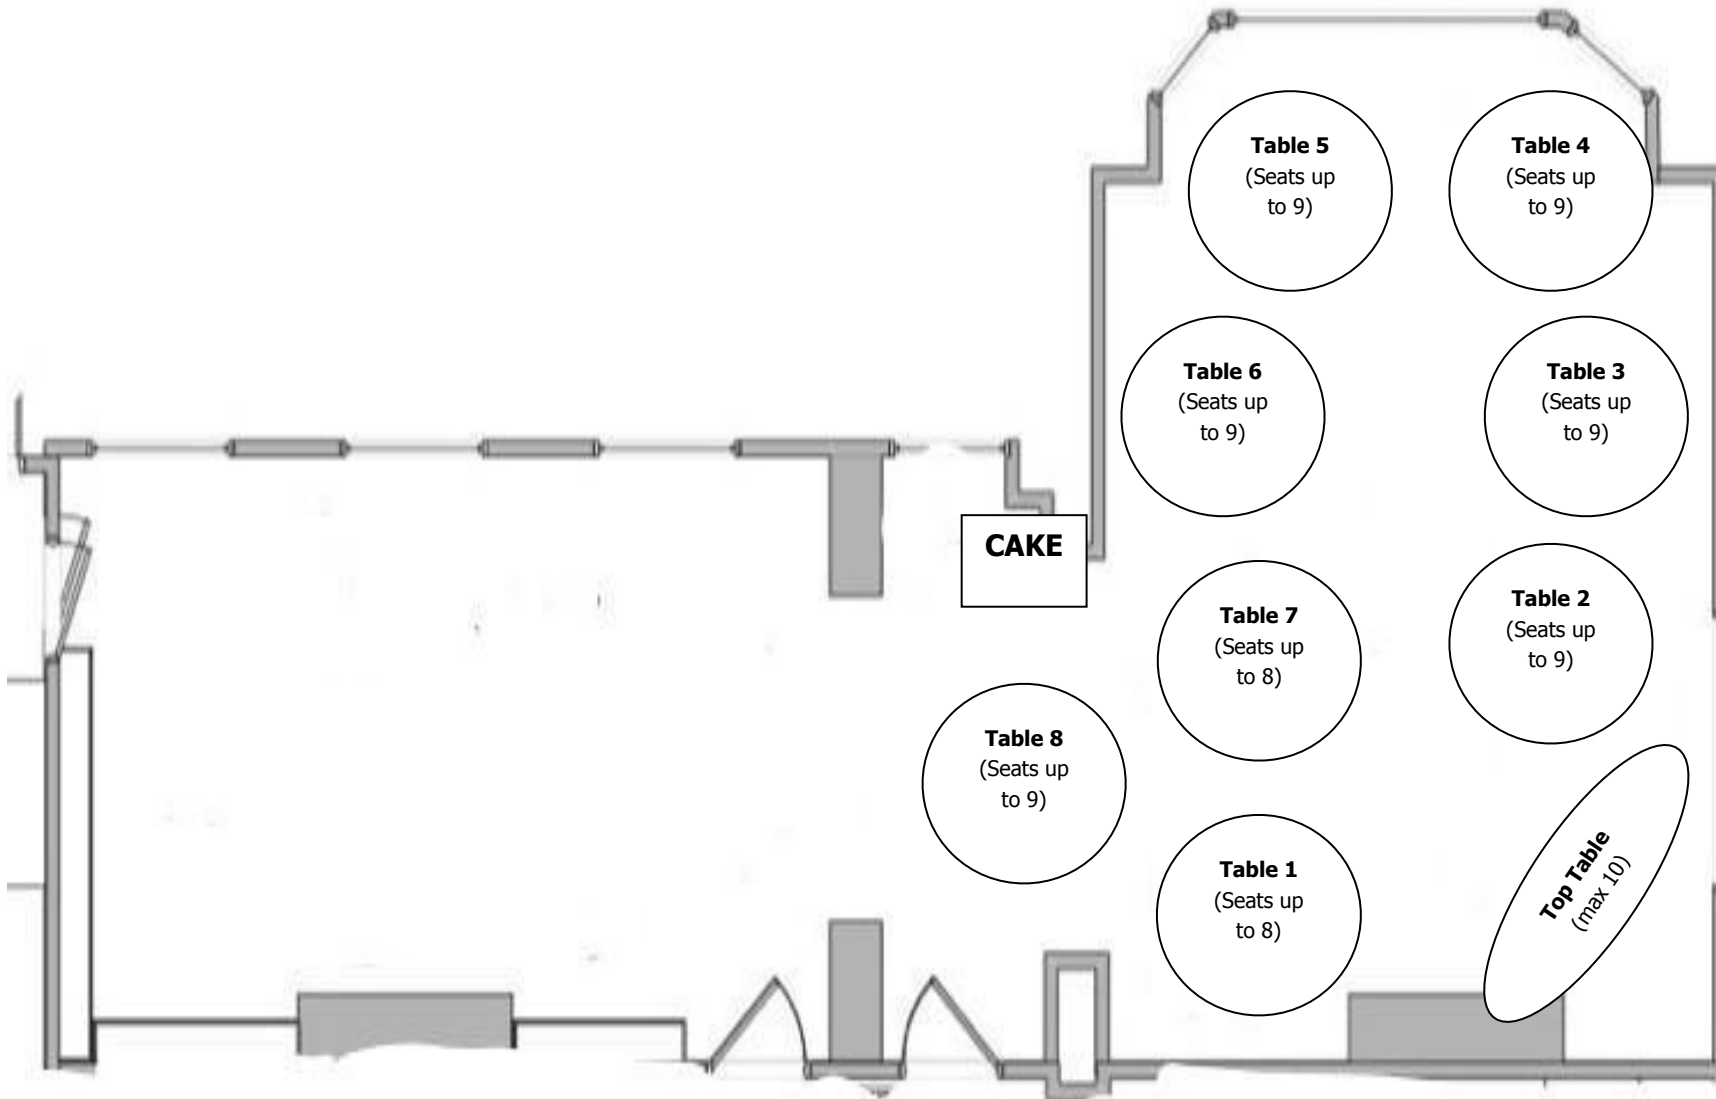 Table 5
(Seats up
to 9)
Table 4
(Seats up
to 9)
Table 6
(Seats up
to 9)
Table 3
(Seats up
to 9)
CAKE
Table 7
(Seats up
to 8)
Table 2
(Seats up
to 9)
Table 8
(Seats up
to 9)
Table 1
(Seats up
to 8)
Top Table
(max 10)